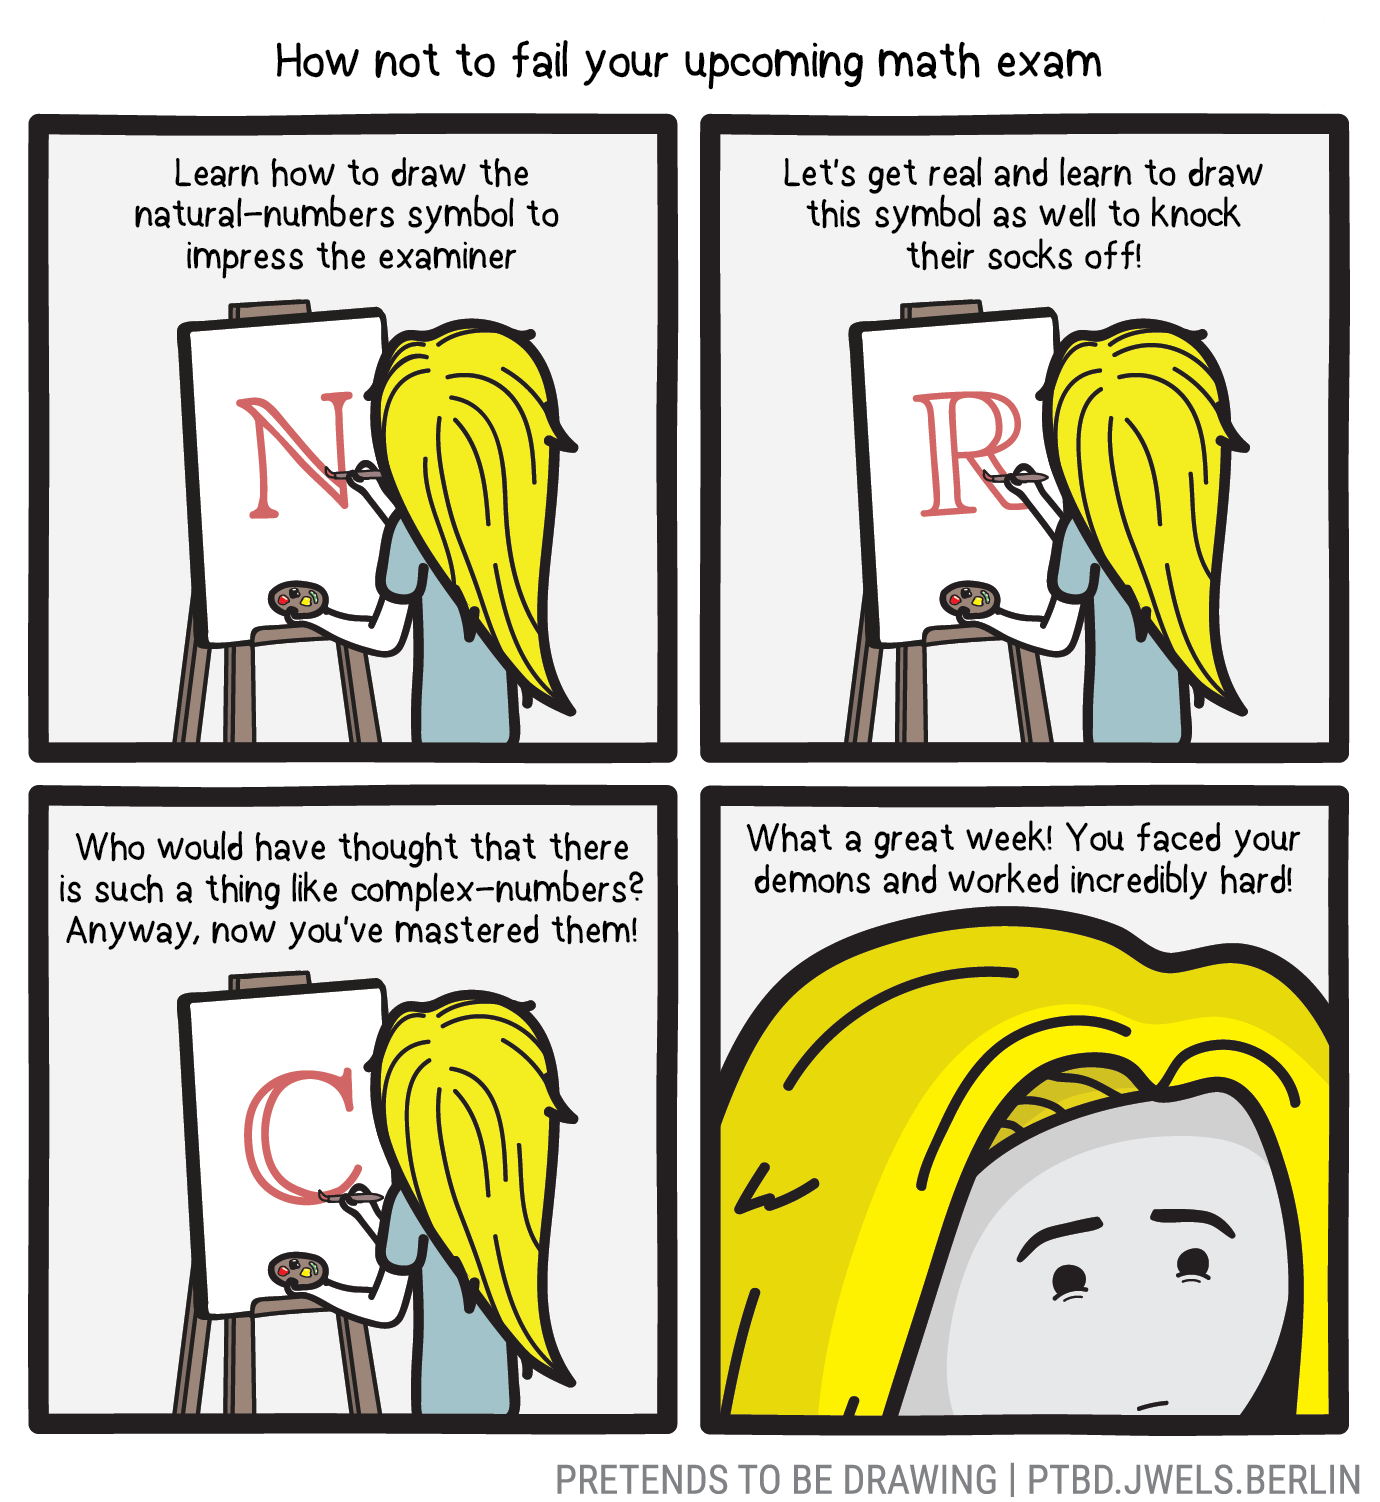 How not to fail your upcoming math exam
Learn how to draw the
natural-numbers symbol to
impress the examiner
N
Let's get real and learn to draw
this symbol as well to knock
their socks off!
R
Who would have thought that there
is such a thing like complex-numbers?
Anyway, now you've mastered them!
C
What a great week! You faced your
demons and worked incredibly hard!
PRETENDS TO BE DRAWING | PTBD.JWELS.BERLIN